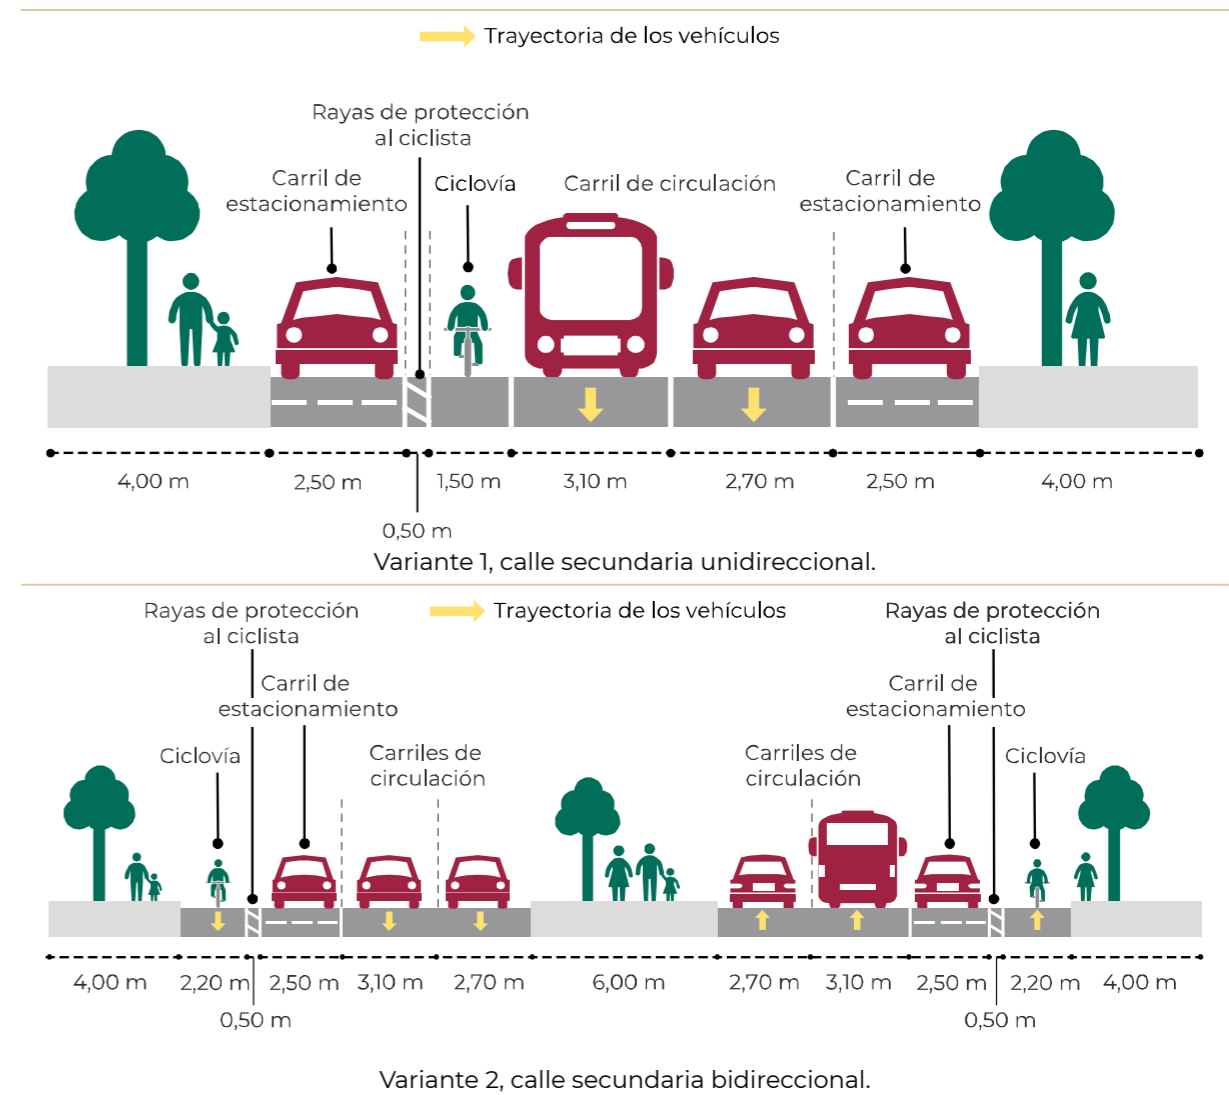 Trayectoria de los vehículos
Rayas de protección
al ciclista
Carril de
estacionamiento
Ciclovía
Carril de circulación
Carril de
estacionamiento
4,00 m
2,50 m
1,50 m
3,10 m
2,70 m
2,50 m
4,00 m
0,50 m
Variante 1, calle secundaria unidireccional.
Rayas de protección
al ciclista
Trayectoria de los vehículos
Rayas de protección
al ciclista
Carril de
estacionamiento
Carril de
estacionamiento
Ciclovía
Carriles de
circulación
Carriles de
circulación
Ciclovía
4,00 m
2,20 m
2,50 m
3,10 m
2,70 m
6,00 m
2,70 m
3,10 m
2,50 m
2,20 m
4,00 m
0,50 m
0,50 m
Variante 2, calle secundaria bidireccional.